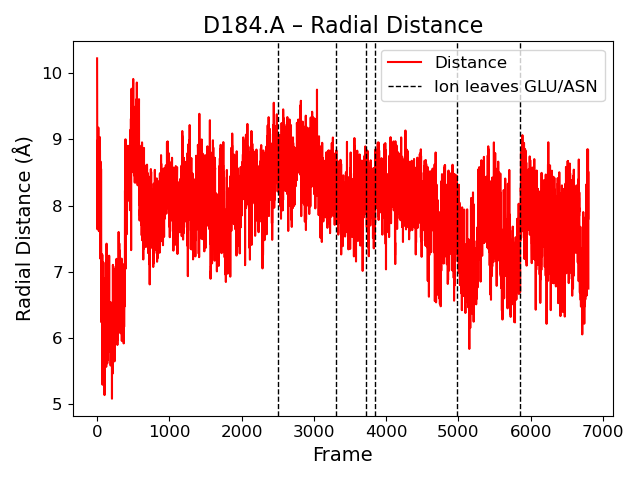 D184.A – Radial Distance
Distance
Ion leaves GLU/ASN
Radial Distance (Å)
10
9
8
7
6
5
0 1000 2000 3000 4000 5000 6000 7000
Frame